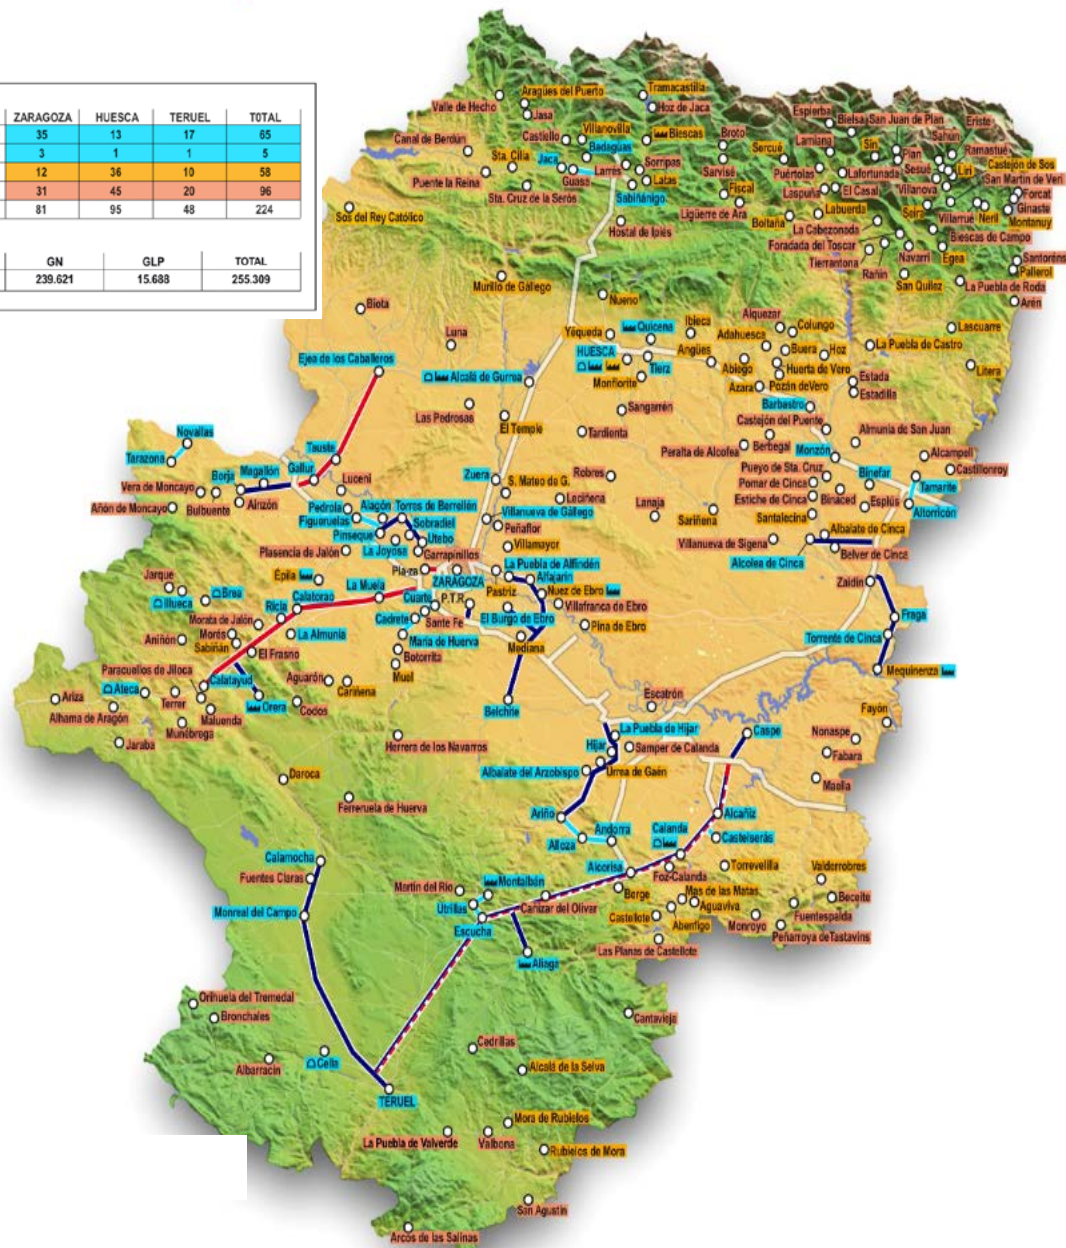 ZARAGOZA HUESCA TERUEL TOTAL
35 13 17 65
3 1 1 5
12 36 10 58
31 45 20 96
81 95 48 224
GN GLP TOTAL
239.621 15.688 255.309
Aragües del Puerto
Tramacastilla
Valle de Hecho
Jasa
Hoz de Jaca
Canal de Berdún
Castiello
Villanovilla
Biescas
Broto
Espierba
Bielsa
San Juan de Plan
Eriste
Badaguas
Lamiana
Sin
Sahún
Ramastué
Sta. Cilia
Jaca
Larrés
Sorripas
Sarvisé
Sercué
Plan
Castejón de Sos
Puente la Reina
Guasa
Latas
Puértolas
Lafortunada
Sesué
Liri
San Martín de Veri
Sta. Cruz de la Serós
Sabiñánigo
Fiscal
Laspuña
El Casal
Villanova
Forcat
Sos del Rey Católico
Ligüerre de Ara
Boltaña
Labuerda
Seira
Villarrué
Neril
Ginaste
Montanuy
Hostal de Ipiés
La Cabezonada
Biescas de Campo
Foradada del Toscar
Navarri
Egea
Santoréns
Tierrantona
Rañín
San Quílez
Pallerol
Murillo de Gállego
Nueno
La Puebla de Roda
Arén
Biota
Luna
Yéqueda
Quicena
Ibieca
Alquezar
Adahuesca
Colungo
Lascuarre
Ejea de los Caballeros
HUESCA
Tierz
Angüés
Abiego
Buera
Hoz
La Puebla de Castro
Alcalá de Gurrea
Monflorite
Azara
Huerta de Vero
Pozán de Vero
Estada
Estadilla
Litera
Las Pedrosas
El Temple
Sangarrén
Barbastro
Castejón del Puente
Novallas
Tardienta
Peralta de Alcofea
Berbegal
Almunia de San Juan
Tarazona
Tauste
Monzón
Alcampell
Borja
Magallón
Gallur
Luceni
Zuera
S. Mateo de G.
Robres
Pueyo de Sta. Cruz
Binéfar
Castillonroy
Vera de Moncayo
Pomar de Cinca
Tamarite
Añón de Moncayo
Bulbuente
Ainzón
Leciñena
Lanaja
Estiche de Cinca
Binaced
Esplús
Altorricón
Pedrola
Alagón
Torres de Berrellén
Villanueva de Gállego
Sariñena
Santalecina
Figueruelas
Sobradiel
Peñaflor
Albalate de Cinca
Pinseque
Utebo
Villamayor
Villanueva de Sigena
Plasencia de Jalón
La Joyosa
Garrapinillos
Belver de Cinca
Alcolea de Cinca
Pla-za
ZARAGOZA
La Puebla de Alfindén
Zaidín
Épila
Alfajarín
Jarque
La Muela
Pastriz
Nuez de Ebro
Illueca
Brea
Calatorao
Cuarte
P.T.R.
Villafranca de Ebro
Ricla
Cadrete
Sante Fe
El Burgo de Ebro
Fraga
Morata de Jalón
Pina de Ebro
Aniñón
Morés
La Almunia
María de Huerva
Mediana
Torrente de Cinca
Sabiñán
Botorrita
El Frasno
Paracuellos de Jiloca
Muel
Mequinenza
Ariza
Ateca
Calatayud
Aguarón
Cariñena
Terrer
Orera
Codos
Belchite
Escatrón
Alhama de Aragón
Maluenda
Fayón
Munébrega
Jaraba
Herrera de los Navarros
La Puebla de Híjar
Caspe
Nonaspe
Híjar
Samper de Calanda
Fabara
Daroca
Albalate del Arzobispo
Urrea de Gaén
Maella
Ferreruela de Huerva
Ariño
Alcañiz
Andorra
Calanda
Castelserás
Alloza
Calamocha
Alcorisa
Torrevelilla
Foz-Calanda
Valderrobres
Fuentes Claras
Martín del Río
Montalbán
Berge
Mas de las Matas
Beceite
Utrillas
Cañizar del Olivar
Aguaviva
Fuentespalda
Monreal del Campo
Castellote
Abenfigo
Monroyo
Escucha
Peñarroya deTastavins
Las Planas de Castellote
Aliaga
Orihuela del Tremedal
Bronchales
Cantavieja
Cedrillas
Albarracín
Cella
Alcalá de la Selva
TERUEL
Mora de Rubielos
La Puebla de Valverde
Valbona
Rubielos de Mora
San Agustín
Arcos de las Salinas